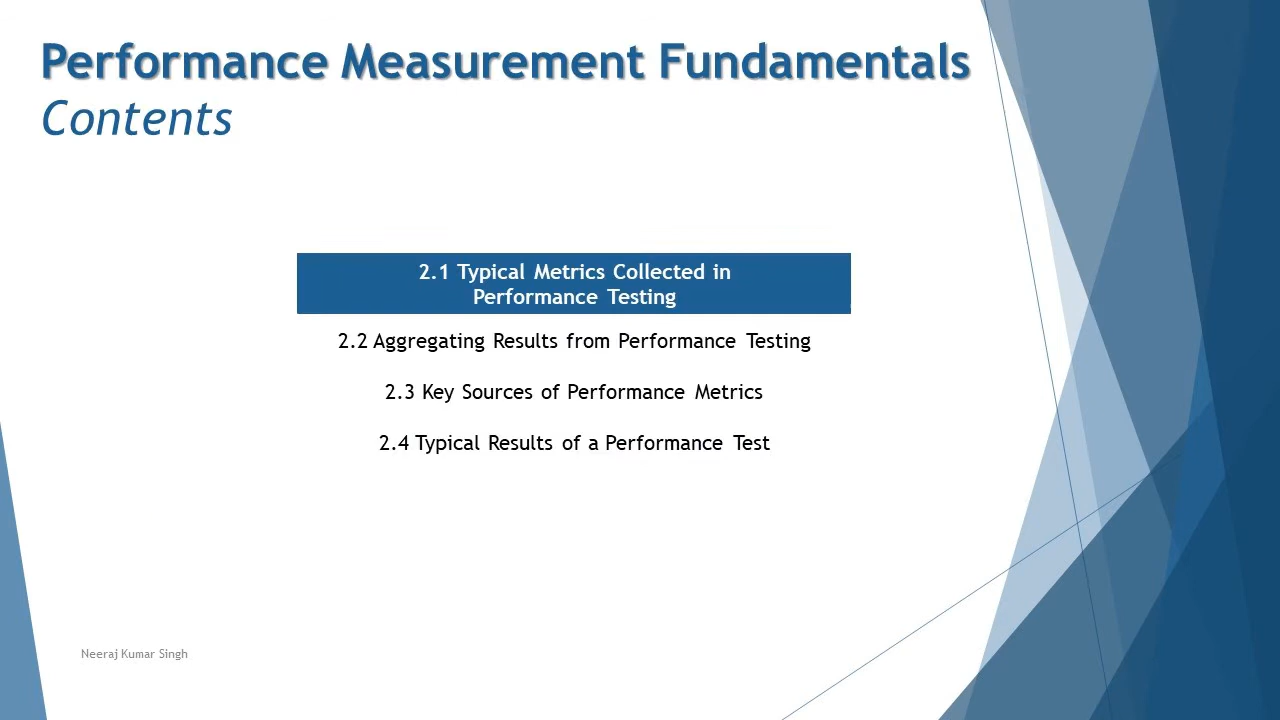 Performance Measurement Fundamentals
Contents
2.1 Typical Metrics Collected in
Performance Testing
2.2 Aggregating Results from Performance Testing
2.3 Key Sources of Performance Metrics
2.4 Typical Results of a Performance Test
Neeraj Kumar Singh